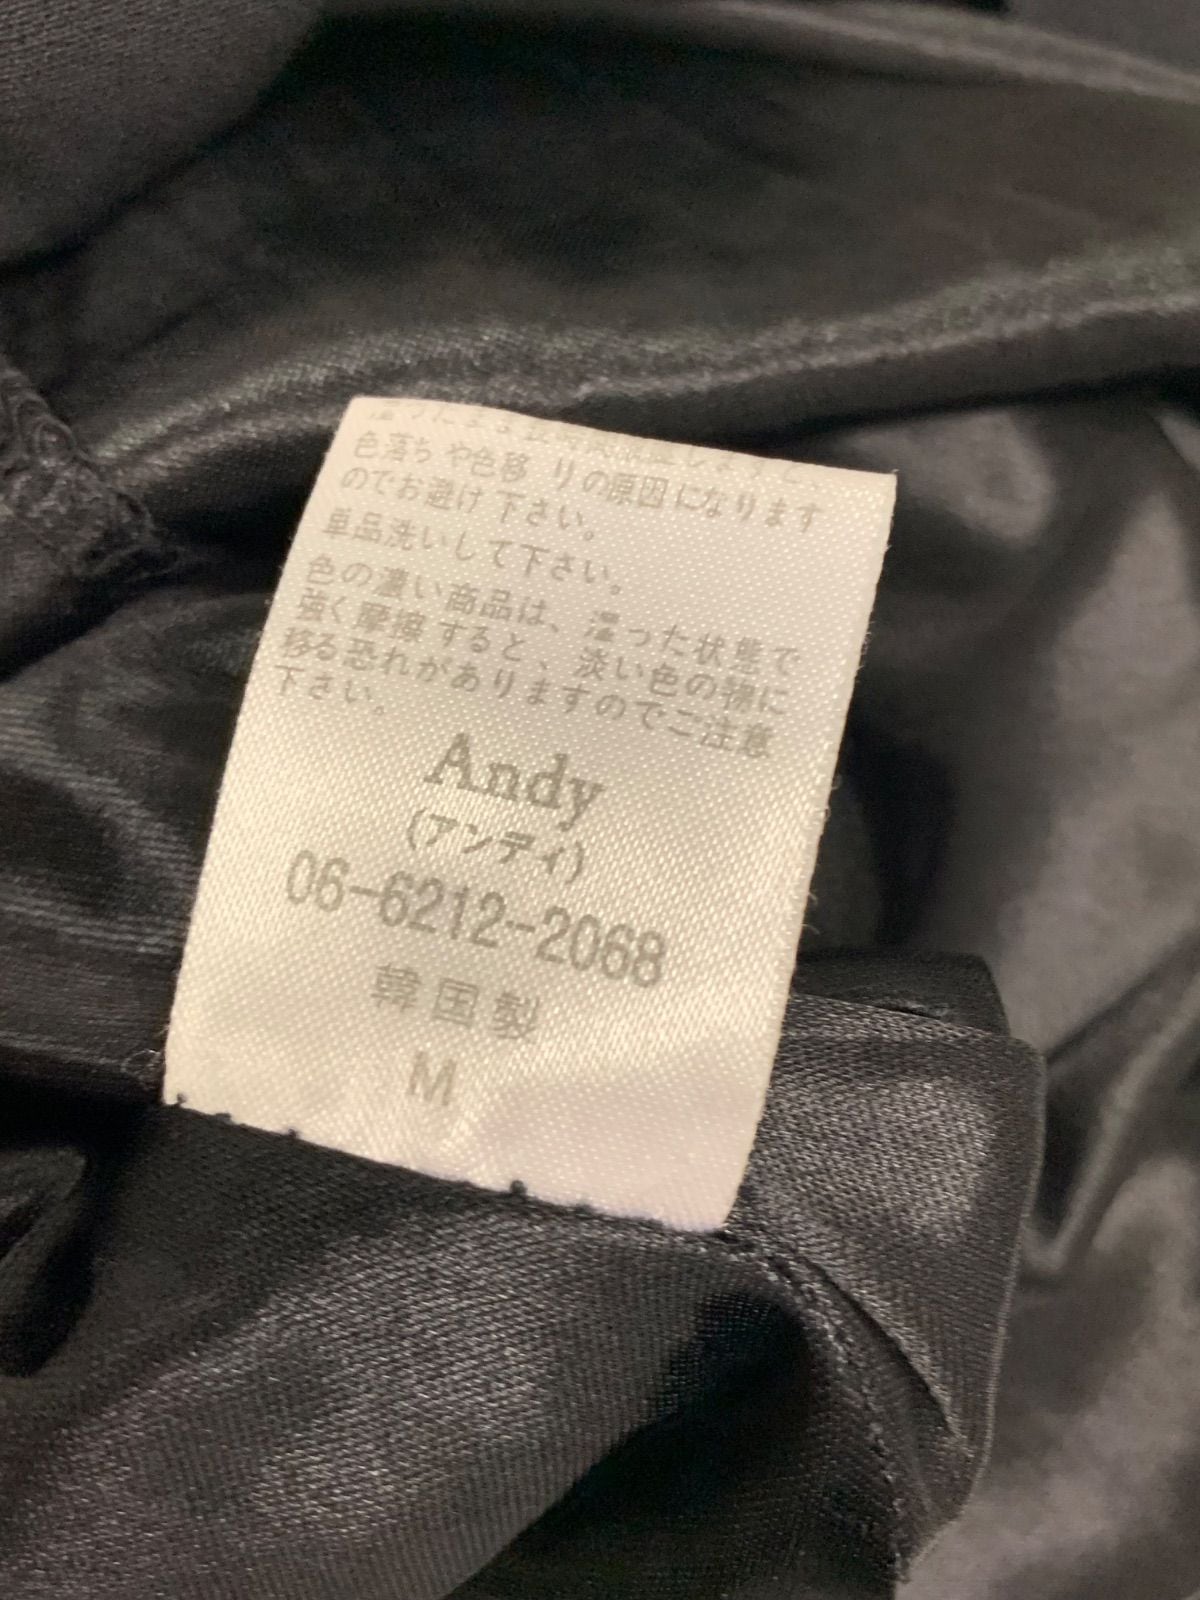 色落ちや色移りの原因になります
のでお避け下さい。
単品洗いして下さい。
色の濃い商品は、湿った状態で
強く摩擦すると、淡い色の物に
移る恐れがありますのでご注意
下さい。
Andy
(アンディ)
06-6212-2068
韓国製
M